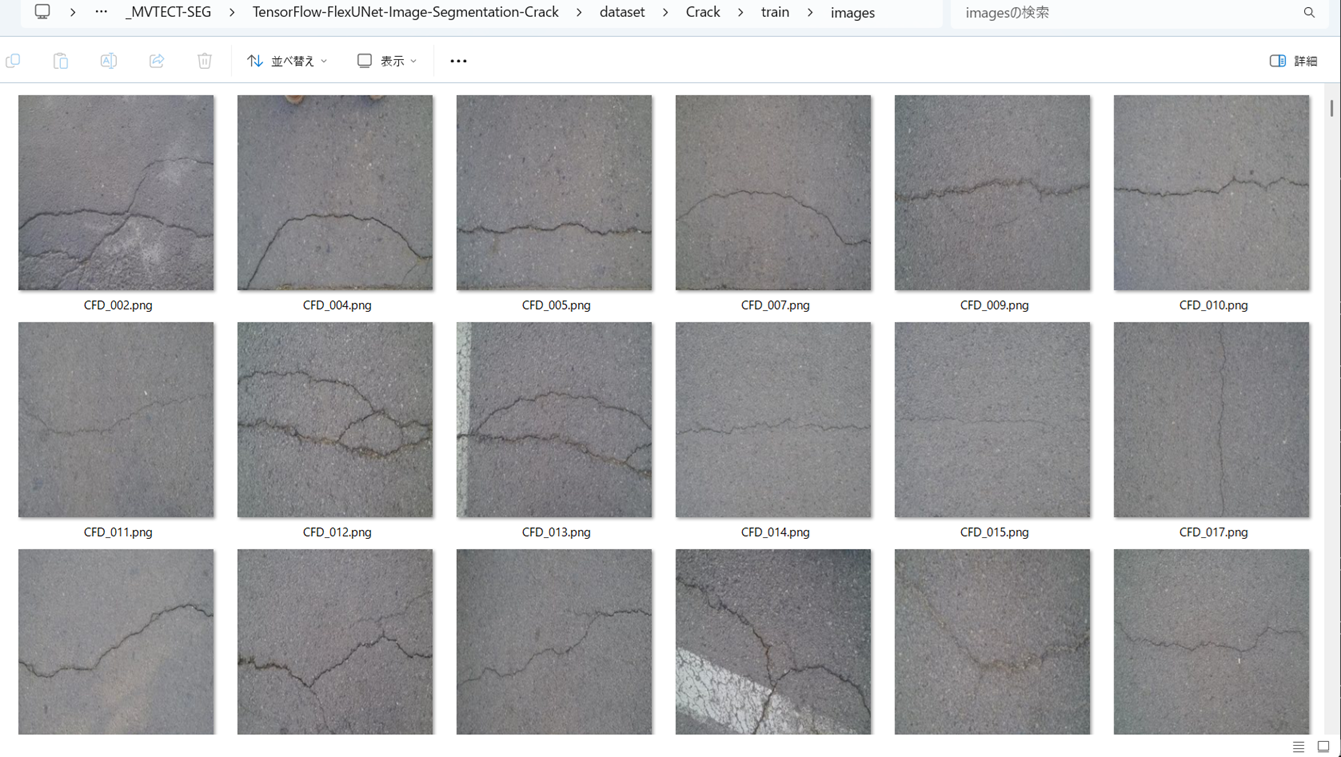 _MVTECT-SEG > TensorFlow-FlexUNet-Image-Segmentation-Crack > dataset > Crack > train > images
imagesの検索
並べ替え 表示 詳細
CFD_002.png CFD_004.png CFD_005.png CFD_007.png CFD_009.png CFD_010.png
CFD_011.png CFD_012.png CFD_013.png CFD_014.png CFD_015.png CFD_017.png